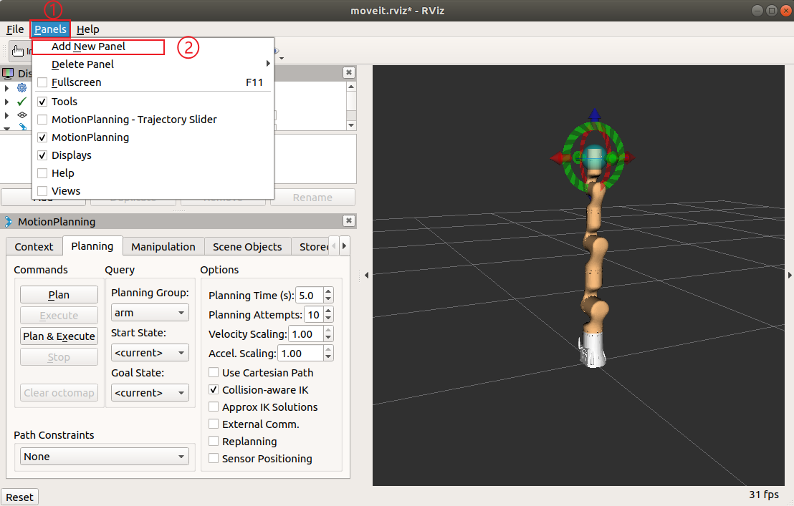 ①
moveit.rviz* - RViz
File Panels Help
In
②
Add New Panel
Delete Panel
Fullscreen F11
Tools
MotionPlanning - Trajectory Slider
MotionPlanning
Displays
Help
Views
Dis
Rename
MotionPlanning
Context Planning Manipulation Scene Objects Stored
Commands Query Options
Plan
Execute
Plan & Execute
Stop
Clear octomap
Planning Group:
arm
Start State:
<current>
Goal State:
<current>
Planning Time (s): 5.0
Planning Attempts: 10
Velocity Scaling: 1.00
Accel. Scaling: 1.00
Use Cartesian Path
Collision-aware IK
Approx IK Solutions
External Comm.
Replanning
Sensor Positioning
Path Constraints
None
Reset
31 fps